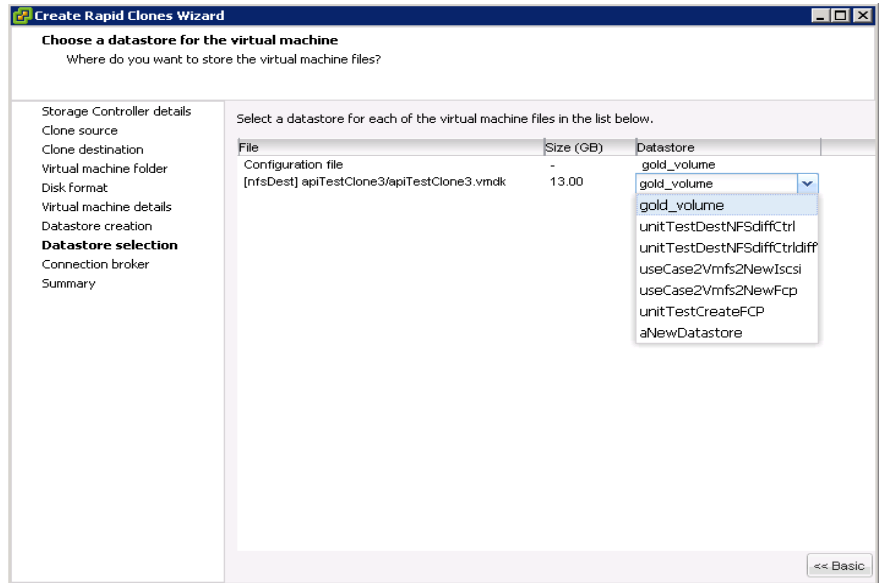 Create Rapid Clones Wizard
Choose a datastore for the virtual machine
Where do you want to store the virtual machine files?
Storage Controller details
Clone source
Clone destination
Virtual machine folder
Disk format
Virtual machine details
Datastore creation
Datastore selection
Connection broker
Summary
Select a datastore for each of the virtual machine files in the list below.
File Size (GB) Datastore
Configuration file - gold_volume
[nfsDest] apiTestClone3/apiTestClone3.vmdk 13.00 gold_volume
gold_volume
unitTestDestNFSdiffCtrl
unitTestDestNFSdiffCtrldiff
useCase2Vmfs2NewIscsi
useCase2Vmfs2NewFcp
unitTestCreateFCP
aNewDatastore
<< Basic